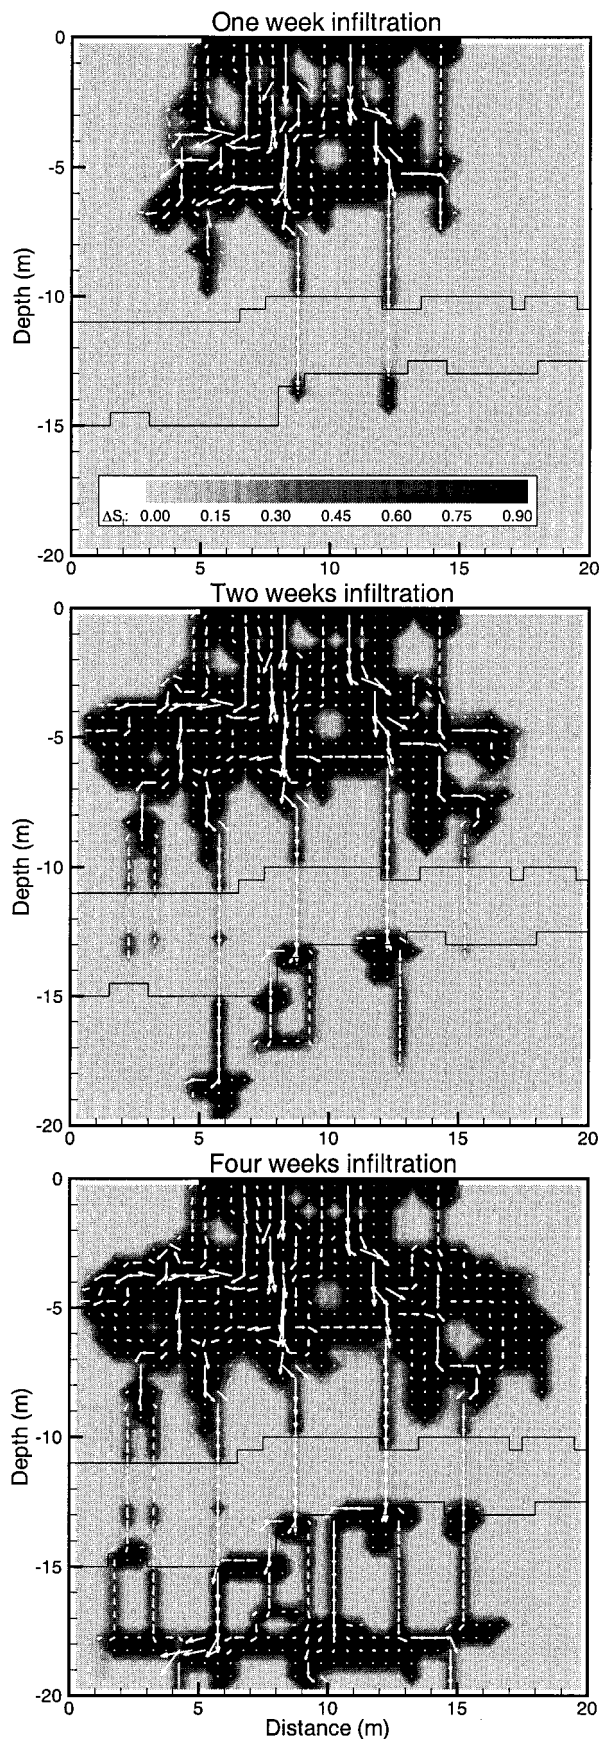 One week infiltration
0
-5
-10
-15
-20
Depth (m)
ΔSₗ: 0.00 0.15 0.30 0.45 0.60 0.75 0.90
0 5 10 15 20
Two weeks infiltration
0
-5
-10
-15
-20
Depth (m)
0 5 10 15 20
Four weeks infiltration
0
-5
-10
-15
-20
Depth (m)
0 5 10 15 20
Distance (m)